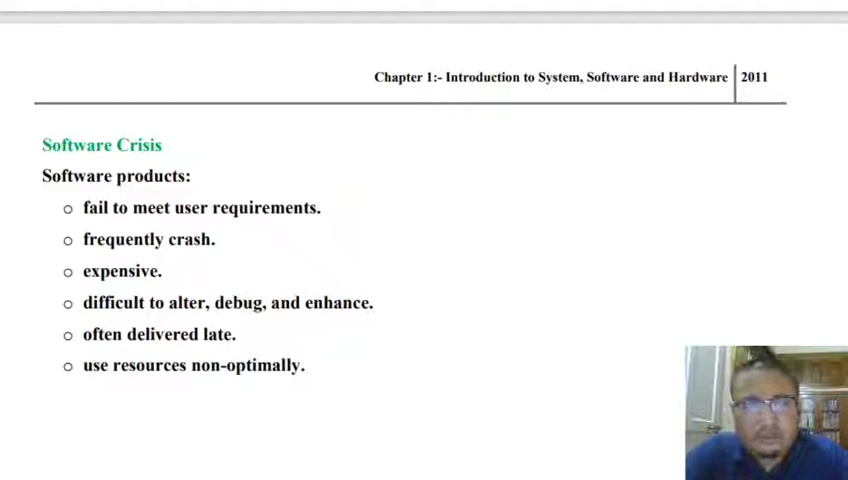 Chapter 1:- Introduction to System, Software and Hardware 2011
Software Crisis
Software products:
o fail to meet user requirements.
o frequently crash.
o expensive.
o difficult to alter, debug, and enhance.
o often delivered late.
o use resources non-optimally.